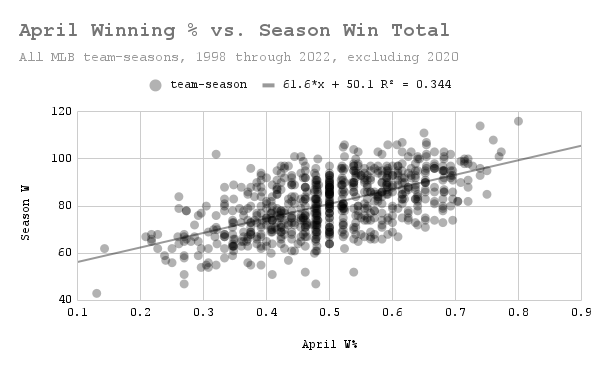 April Winning % vs. Season Win Total
All MLB team-seasons, 1998 through 2022, excluding 2020
team-season 61.6*x + 50.1 R² = 0.344
120
100
80
60
40
Season W
0.1 0.2 0.3 0.4 0.5 0.6 0.7 0.8 0.9
April W%